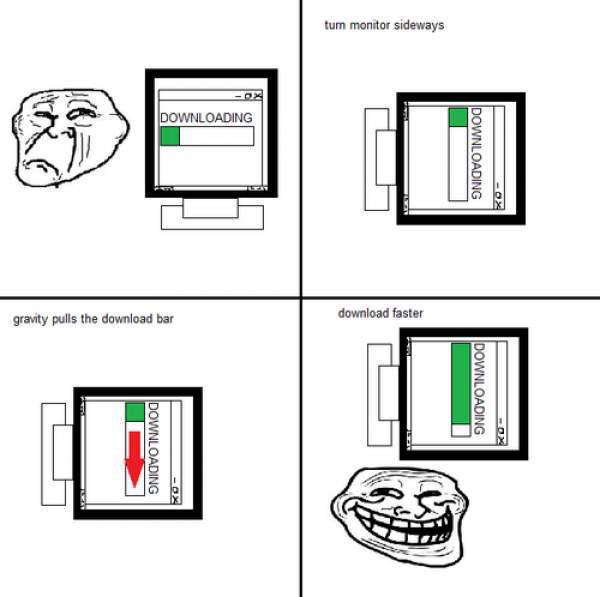 DOWNLOADING
turn monitor sideways
DOWNLOADING
gravity pulls the download bar
DOWNLOADING
download faster
DOWNLOADING